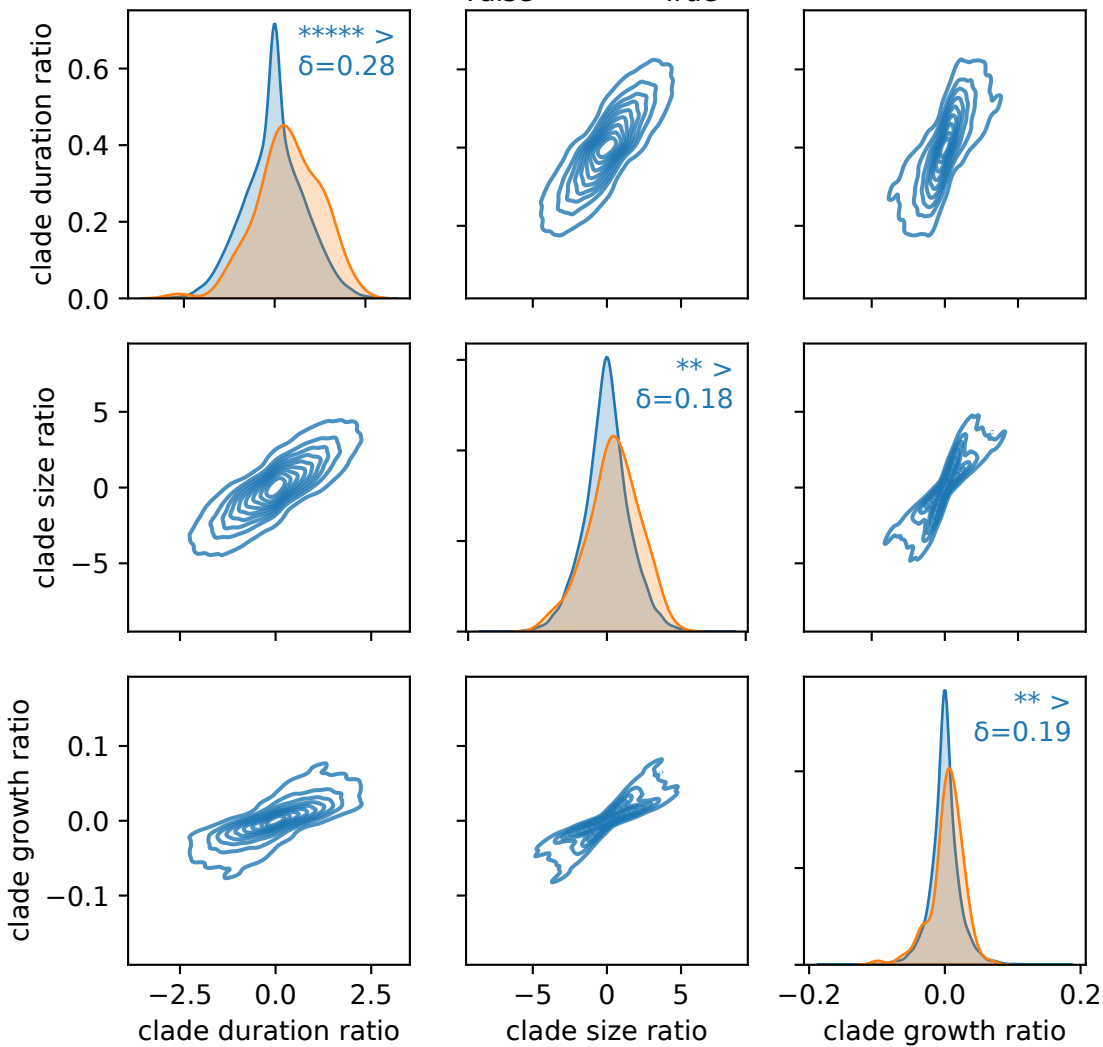 clade duration ratio
0.6
0.4
0.2
0.0
***** >
δ=0.28
clade size ratio
5
0
−5
** >
δ=0.18
clade growth ratio
0.1
0.0
−0.1
** >
δ=0.19
−2.5 0.0 2.5
−5 0 5
−0.2 0.0 0.2
clade duration ratio
clade size ratio
clade growth ratio